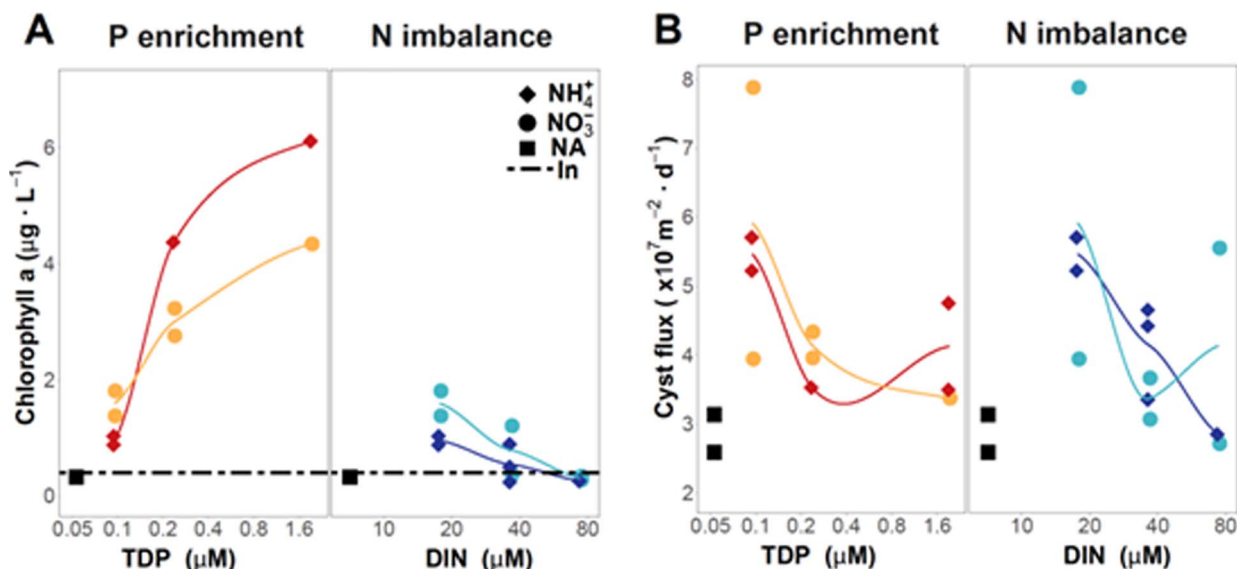 A P enrichment N imbalance
Chlorophyll a (µg · L⁻¹)
6
4
2
0
NH₄⁺
NO₃⁻
NA
In
0.05 0.1 0.2 0.4 0.8 1.6
10 20 40 80
TDP (µM) DIN (µM)
B P enrichment N imbalance
Cyst flux ( x10⁷ m⁻² · d⁻¹)
8
7
6
5
4
3
2
0.05 0.1 0.2 0.4 0.8 1.6
10 20 40 80
TDP (µM) DIN (µM)